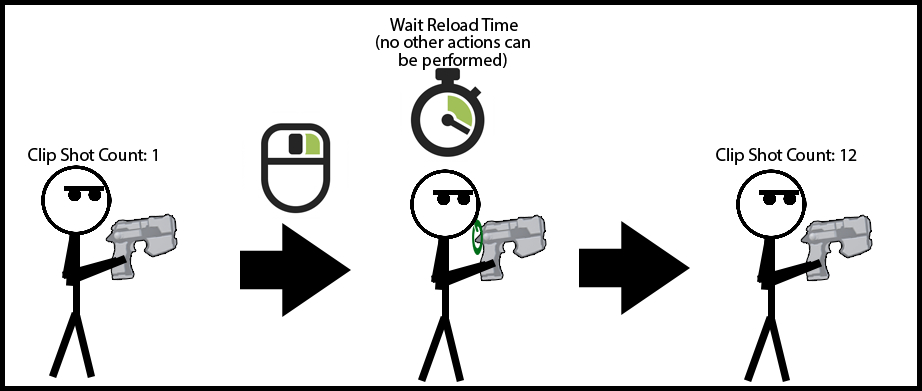 Wait Reload Time
(no other actions can
be performed)
Clip Shot Count: 1
Clip Shot Count: 12